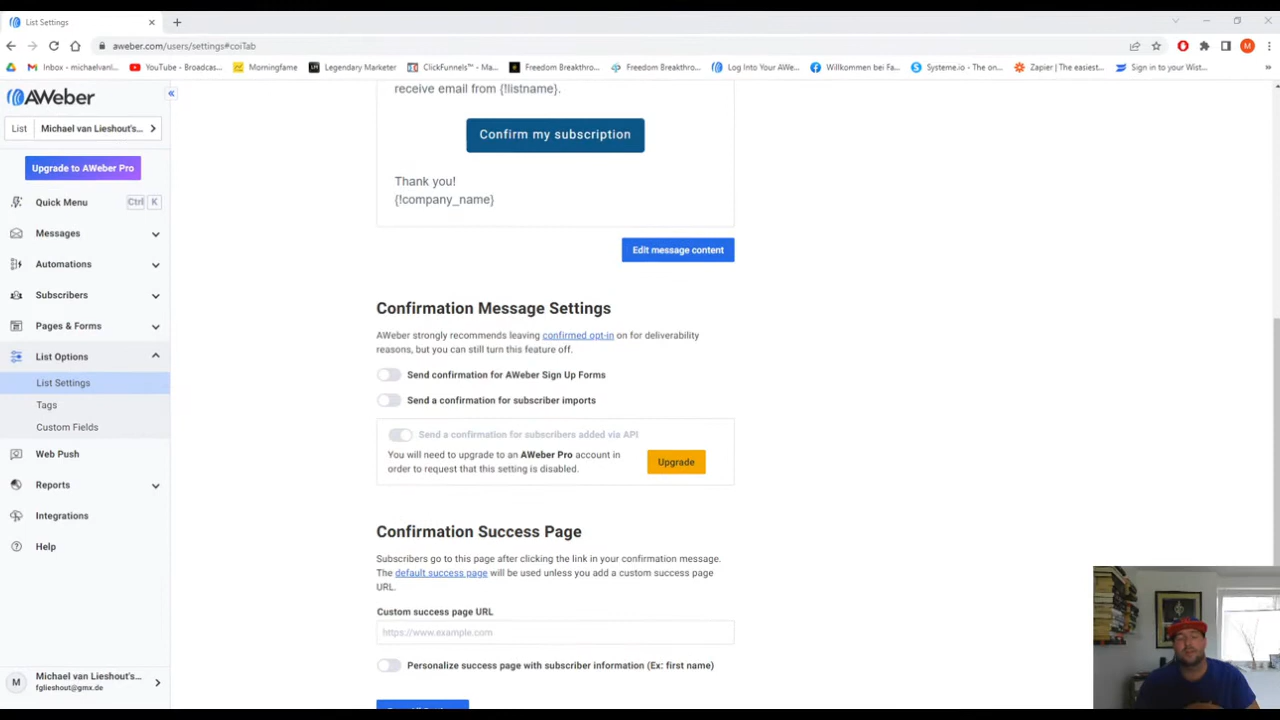 List Settings
aweber.com/users/settings#coiTab
Inbox - michaelvanl...
YouTube - Broadcas...
Morningfame
Legendary Marketer
ClickFunnels™ - Ma...
Freedom Breakthro...
Freedom Breakthro...
Log Into Your AWe...
Willkommen bei Fa...
Systeme.io - The on...
Zapier | The easiest...
Sign in to your Wist...
M
AWeber
List Michael van Lieshout's...
Upgrade to AWeber Pro
Quick Menu Ctrl K
Messages
Automations
Subscribers
Pages & Forms
List Options
List Settings
Tags
Custom Fields
Web Push
Reports
Integrations
Help
M Michael van Lieshout's...
fglieshout@gmx.de
receive email from {!listname}.
Confirm my subscription
Thank you!
{!company_name}
Edit message content
Confirmation Message Settings
AWeber strongly recommends leaving confirmed opt-in on for deliverability
reasons, but you can still turn this feature off.
Send confirmation for AWeber Sign Up Forms
Send a confirmation for subscriber imports
Send a confirmation for subscribers added via API
You will need to upgrade to an AWeber Pro account in
order to request that this setting is disabled.
Upgrade
Confirmation Success Page
Subscribers go to this page after clicking the link in your confirmation message.
The default success page will be used unless you add a custom success page
URL.
Custom success page URL
https://www.example.com
Personalize success page with subscriber information (Ex: first name)